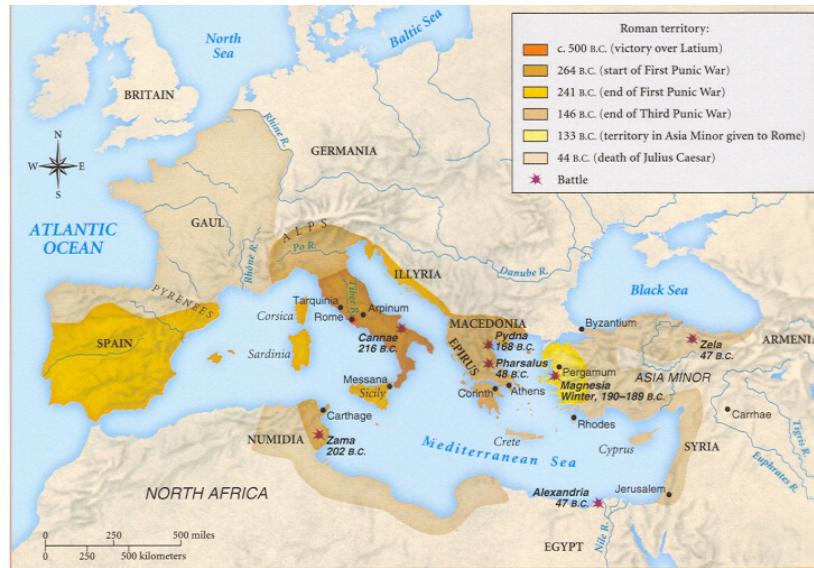 Roman territory:
c. 500 B.C. (victory over Latium)
264 B.C. (start of First Punic War)
241 B.C. (end of First Punic War)
146 B.C. (end of Third Punic War)
133 B.C. (territory in Asia Minor given to Rome)
44 B.C. (death of Julius Caesar)
Battle
North
Sea
Baltic Sea
BRITAIN
N
W
E
S
Rhine R.
GERMANIA
ATLANTIC
OCEAN
GAUL
ALPS
Po R.
Rhône R.
Danube R.
ILLYRIA
Black Sea
PYRENEES
Tarquinia
Tiber R.
Arpinum
Rome
Corsica
Cannae
216 B.C.
MACEDONIA
Pydna
168 B.C.
Byzantium
Zela
47 B.C.
ARMENIA
SPAIN
Sardinia
EPIRUS
Pharsalus
48 B.C.
Pergamum
ASIA MINOR
Magnesia
Winter, 190–189 B.C.
Messana
Sicily
Corinth
Athens
Carthage
Carrhae
Rhodes
NUMIDIA
Zama
202 B.C.
Crete
Cyprus
SYRIA
Tigris R.
Euphrates R.
Mediterranean Sea
NORTH AFRICA
Alexandria
47 B.C.
Jerusalem
Nile R.
EGYPT
0 250 500 miles
0 250 500 kilometers